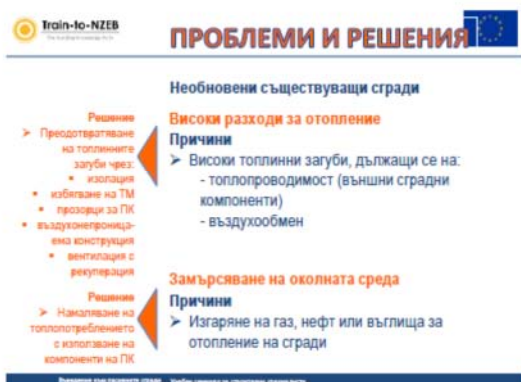 Train-to-NZEB
ПРОБЛЕМИ И РЕШЕНИЯ
Необновени съществуващи сгради
Решение
➢ Преодотвратяване
на топлинните
загуби чрез:
▪ изолация
▪ избягване на ТМ
▪ прозорци за ПК
▪ въздухонепроница-
ема конструкция
▪ вентилация с
рекуперация
Високи разходи за отопление
Причини
➢ Високи топлинни загуби, дължащи се на:
- топлопроводимост (външни сградни
компоненти)
- въздухообмен
Решение
➢ Намаляване на
топлопотреблението
с използване на
компоненти на ПК
Замърсяване на околната среда
Причини
➢ Изгаряне на газ, нефт или въглища за
отопление на сгради